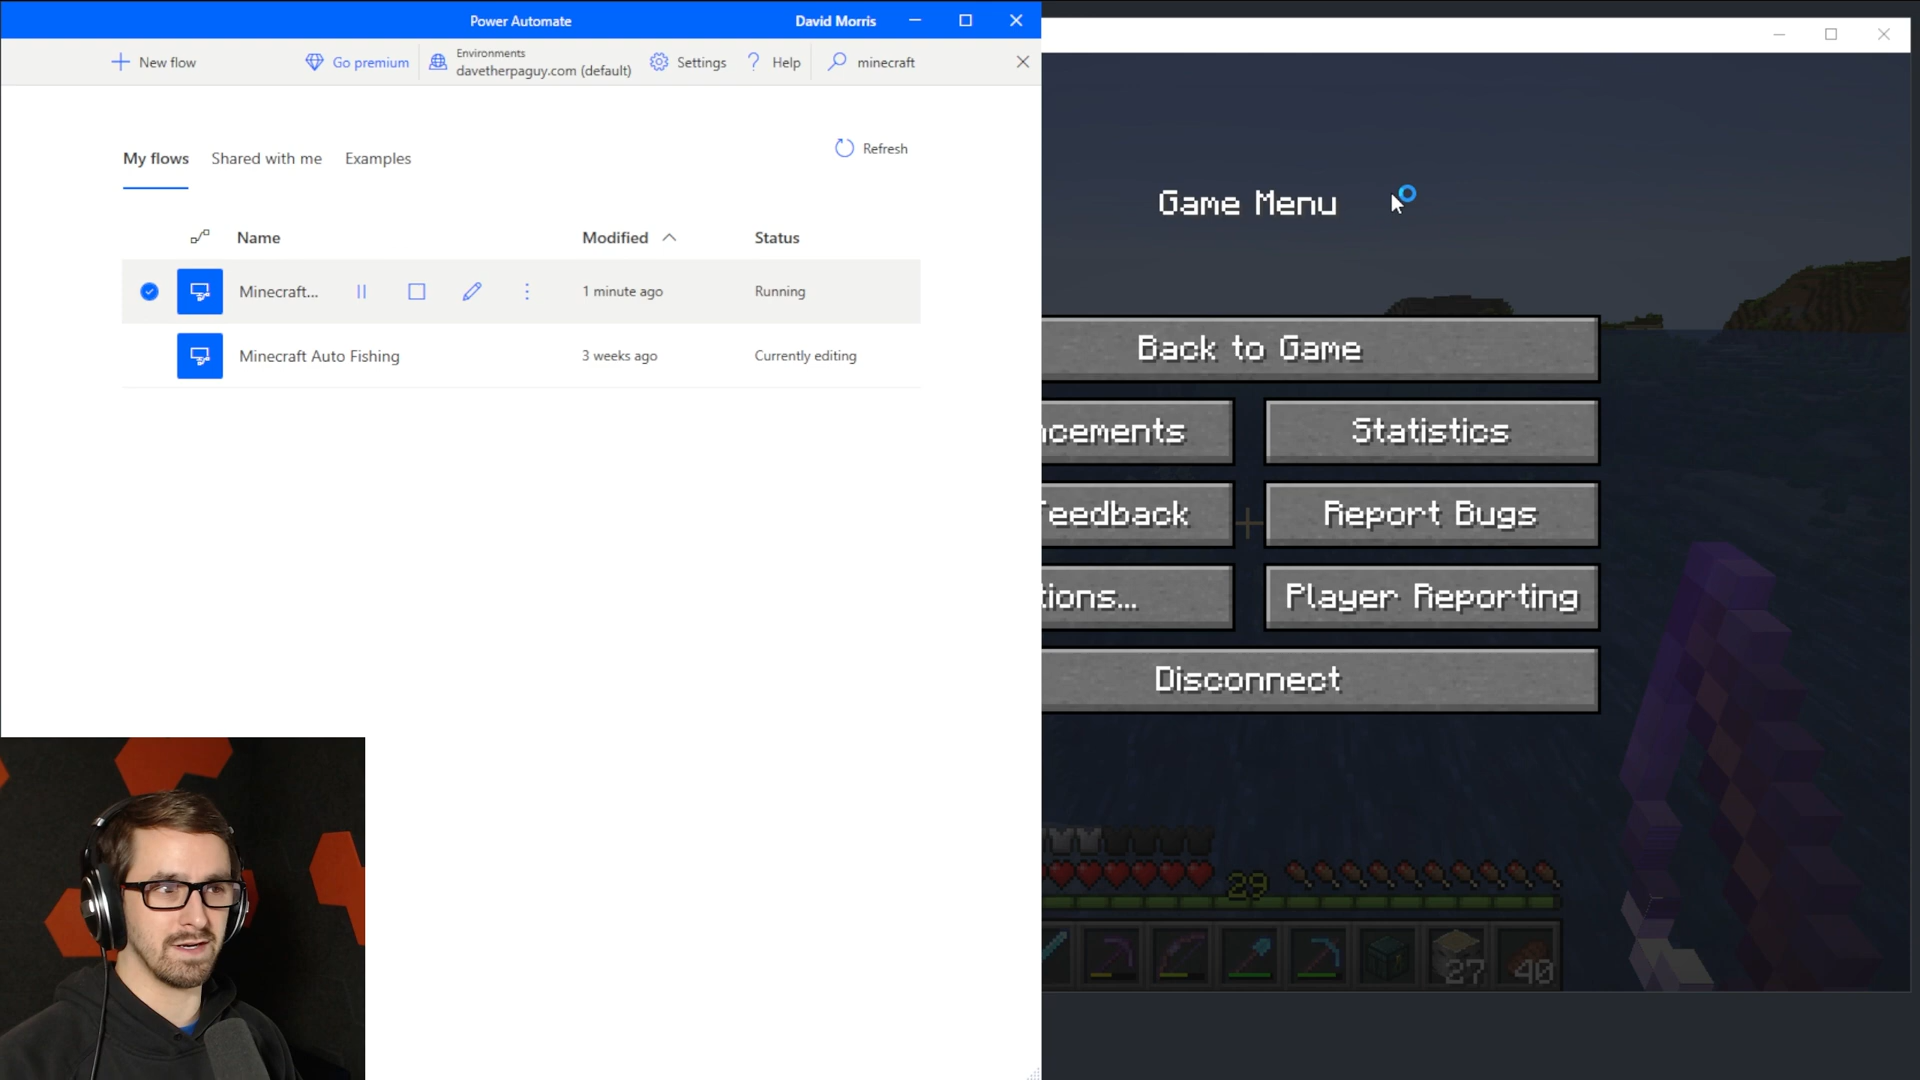 Power Automate
David Morris
New flow
Go premium
Environments
davetherpaguy.com (default)
Settings
Help
minecraft
My flows
Shared with me
Examples
Refresh
Name
Modified
Status
Minecraft...
1 minute ago
Running
Minecraft Auto Fishing
3 weeks ago
Currently editing
Game Menu
Back to Game
ncements
Statistics
Feedback
Report Bugs
tions...
Player Reporting
Disconnect
29
27
40